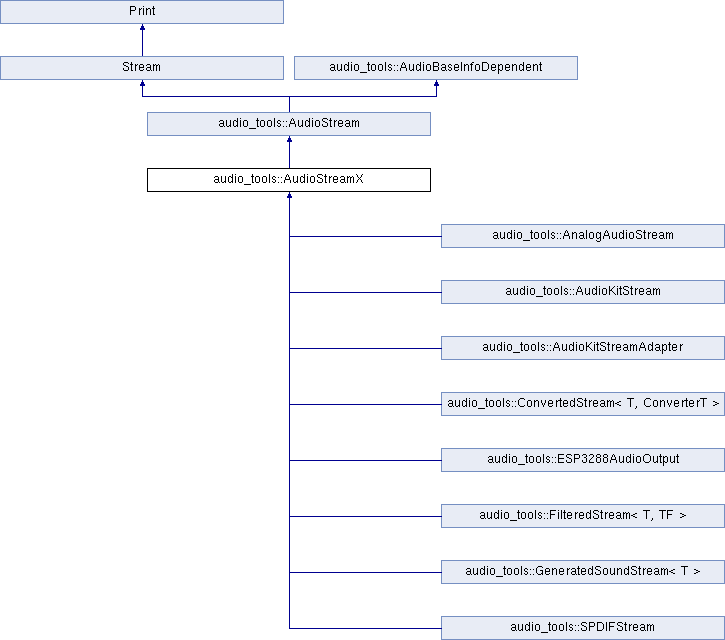 Print
Stream
audio_tools::AudioBaseInfoDependent
audio_tools::AudioStream
audio_tools::AudioStreamX
audio_tools::AnalogAudioStream
audio_tools::AudioKitStream
audio_tools::AudioKitStreamAdapter
audio_tools::ConvertedStream< T, ConverterT >
audio_tools::ESP3288AudioOutput
audio_tools::FilteredStream< T, TF >
audio_tools::GeneratedSoundStream< T >
audio_tools::SPDIFStream